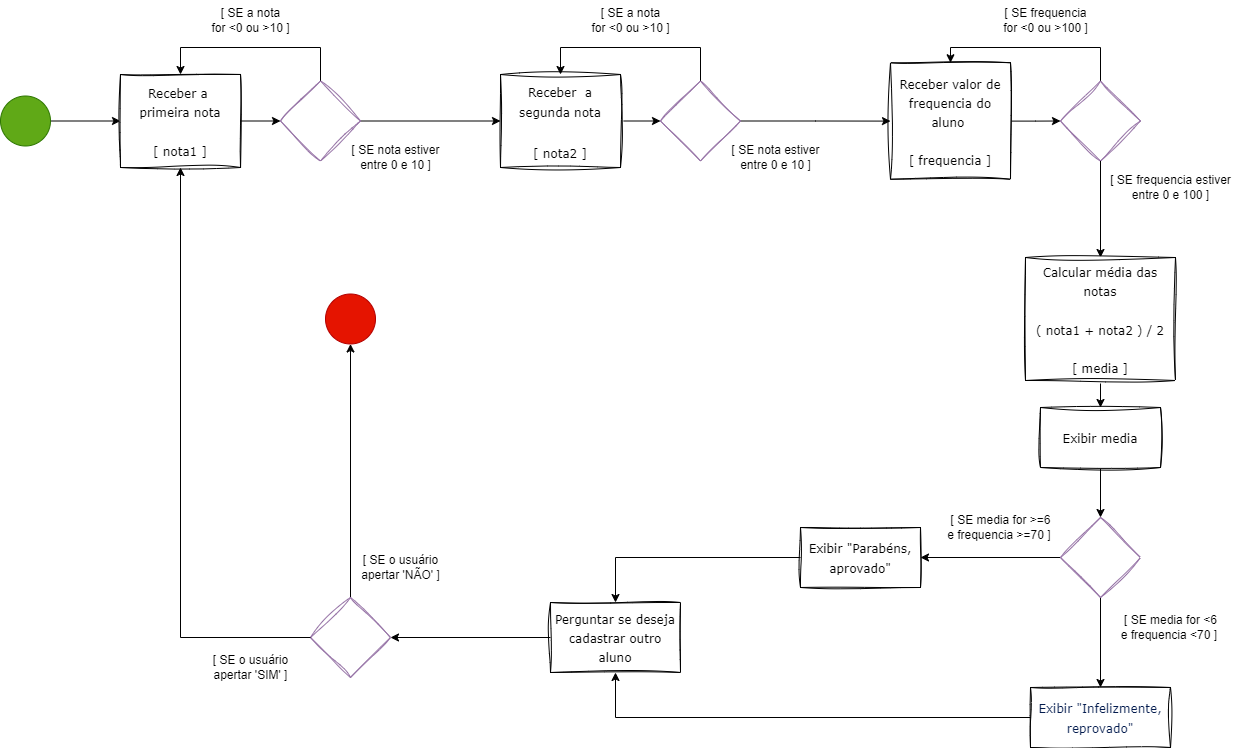 [ SE a nota
for <0 ou >10 ]
[ SE a nota
for <0 ou >10 ]
[ SE frequencia
for <0 ou >100 ]
Receber a
primeira nota
[ nota1 ]
[ SE nota estiver
entre 0 e 10 ]
Receber a
segunda nota
[ nota2 ]
[ SE nota estiver
entre 0 e 10 ]
Receber valor de
frequencia do
aluno
[ frequencia ]
[ SE frequencia estiver
entre 0 e 100 ]
Calcular média das
notas
( nota1 + nota2 ) / 2
[ media ]
Exibir media
[ SE media for >=6
e frequencia >=70 ]
Exibir "Parabéns,
aprovado"
[ SE media for <6
e frequencia <70 ]
Exibir "Infelizmente,
reprovado"
Perguntar se deseja
cadastrar outro
aluno
[ SE o usuário
apertar 'NÃO' ]
[ SE o usuário
apertar 'SIM' ]